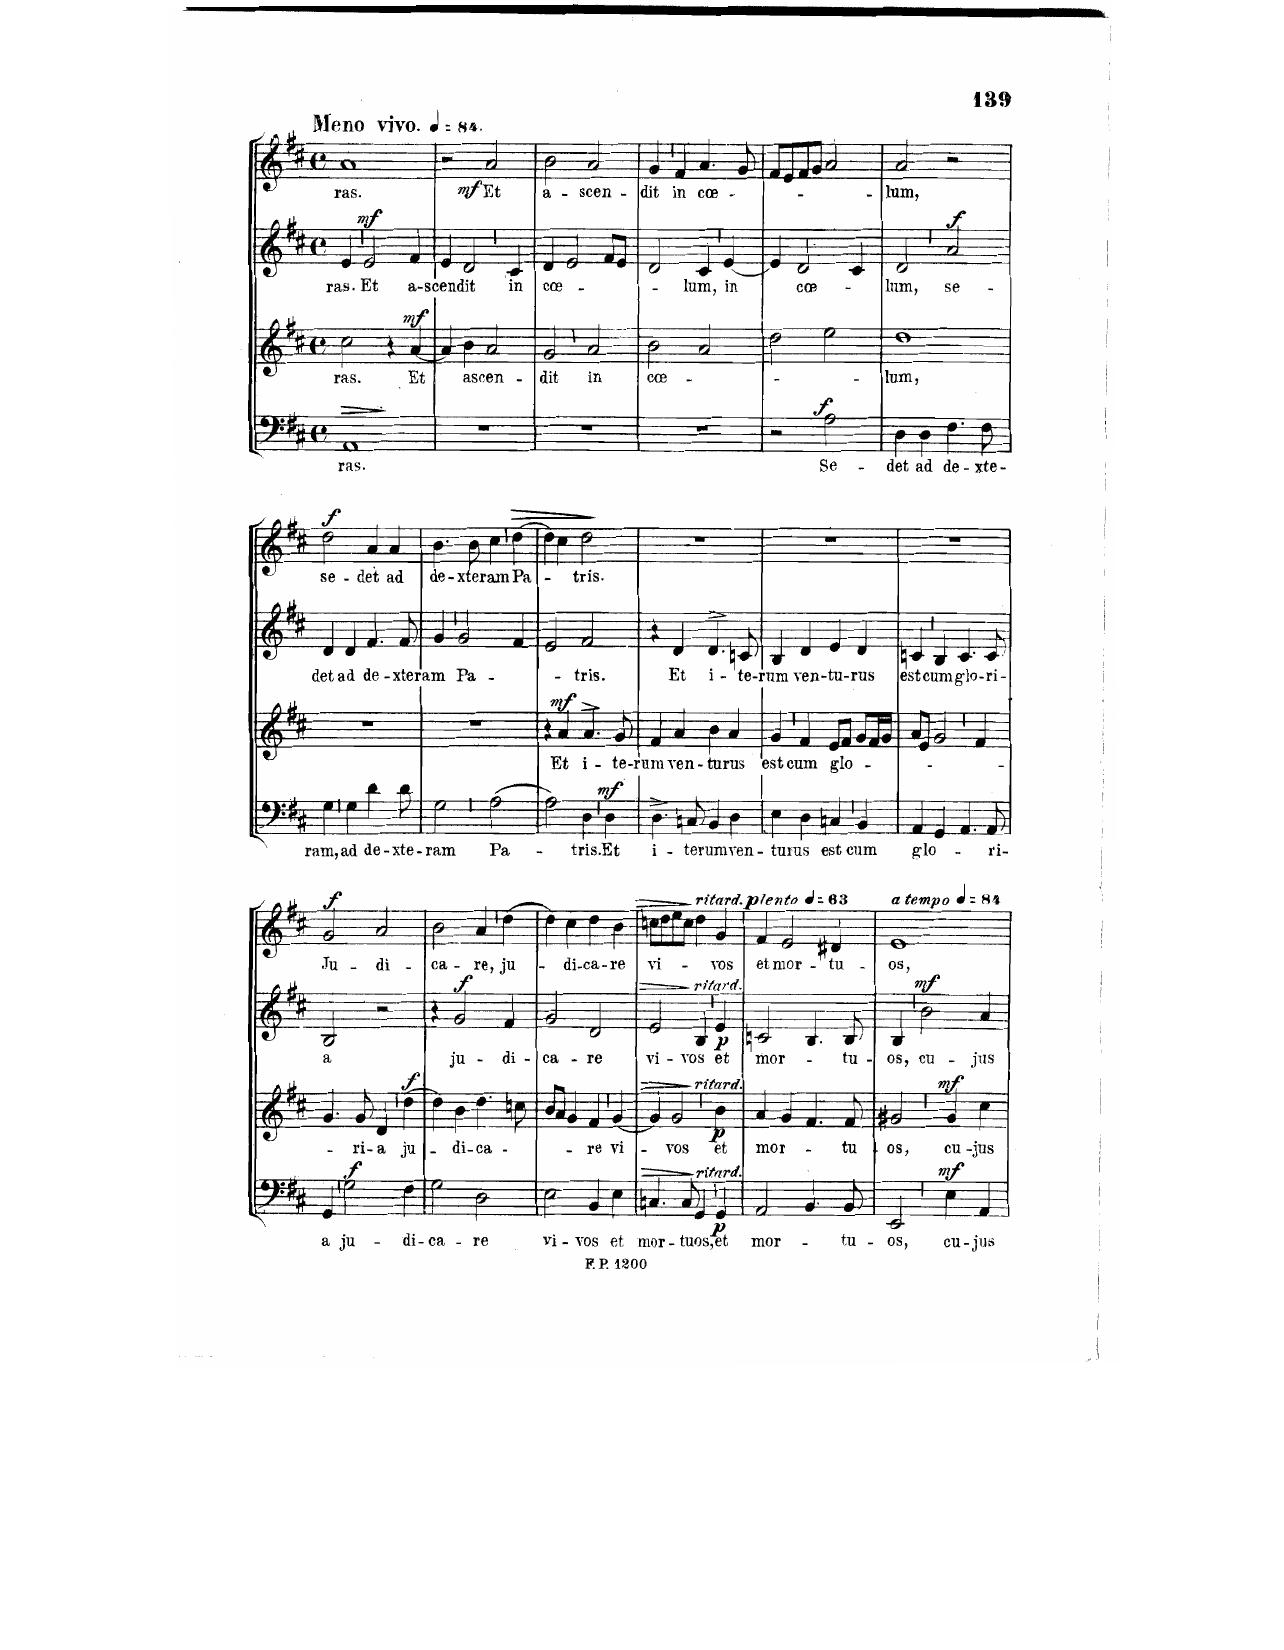 139
Meno vivo. ♩ = 84.
ras. mf Et a - scen - dit in cœ - - - lum,
mf f
ras. Et a-scendit in cœ - - lum, in cœ - lum, se -
mf
ras. Et ascen - dit in cœ - - - lum,
f
ras. Se - det ad de - xte-
f
se - det ad de-xteram Pa - tris.
det ad de-xteram Pa - - tris. Et i - te-rum ven-tu-rus est cum glo-ri-
mf
Et i - te-rum ven-turus est cum glo - - - -
mf
ram, ad de-xte-ram Pa - tris. Et i - terum ven - turus est cum glo - ri-
f ritard. p lento ♩ = 63 a tempo ♩ = 84
Ju - di - ca - re, ju - di-ca-re vi - vos et mor - tu - os,
f ritard. mf
p
a ju - di - ca - re vi - vos et mor - tu - os, cu - jus
f ritard. mf
p
- ri-a ju - di-ca - - re vi - vos et mor - tu os, cu-jus
f ritard. mf
p
a ju - di-ca - re vi - vos et mor-tuos, et mor - tu - os, cu-jus
F. P. 1200